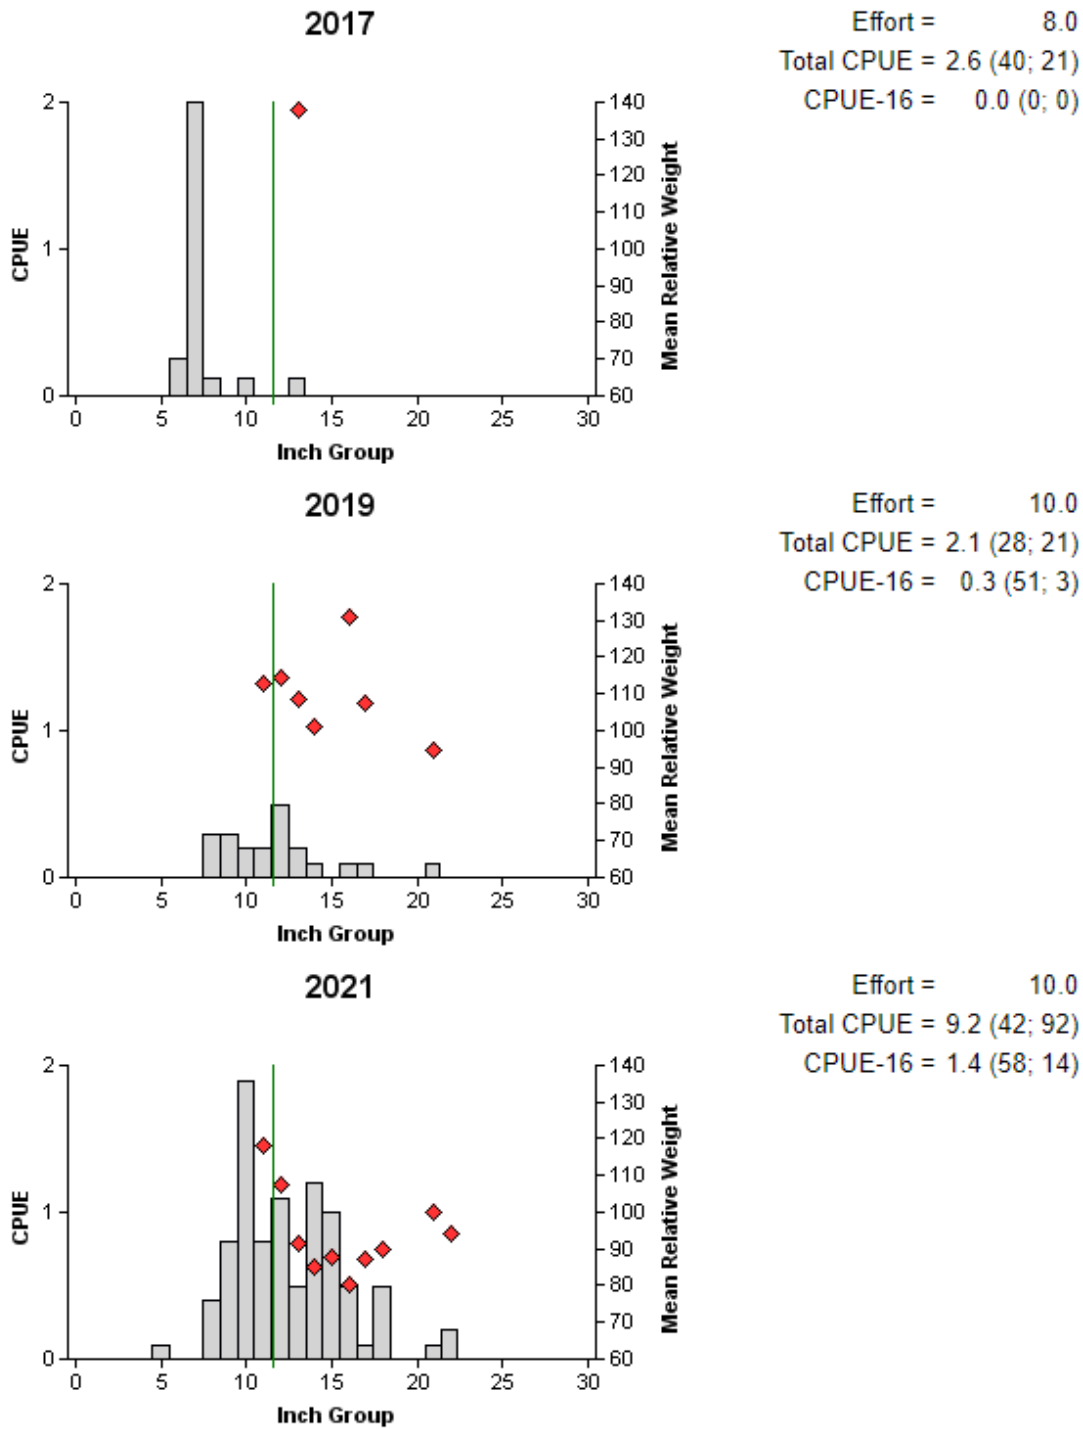 2017
Effort = 8.0
Total CPUE = 2.6 (40; 21)
CPUE-16 = 0.0 (0; 0)
CPUE
2
1
0
140
130
120
110
100
90
80
70
60
Mean Relative Weight
0 5 10 15 20 25 30
Inch Group
2019
Effort = 10.0
Total CPUE = 2.1 (28; 21)
CPUE-16 = 0.3 (51; 3)
CPUE
2
1
0
140
130
120
110
100
90
80
70
60
Mean Relative Weight
0 5 10 15 20 25 30
Inch Group
2021
Effort = 10.0
Total CPUE = 9.2 (42; 92)
CPUE-16 = 1.4 (58; 14)
CPUE
2
1
0
140
130
120
110
100
90
80
70
60
Mean Relative Weight
0 5 10 15 20 25 30
Inch Group